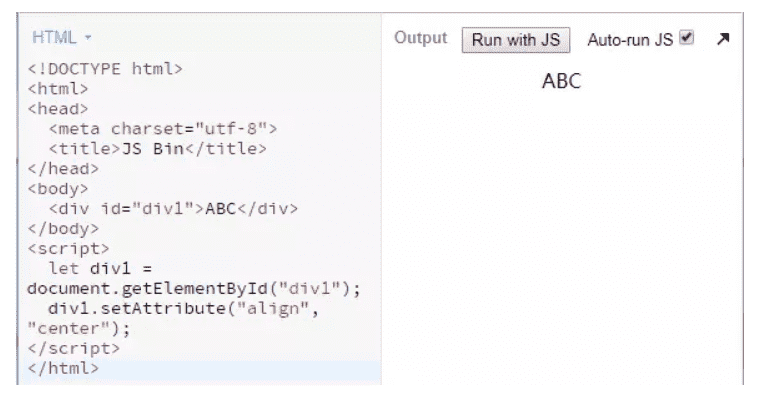 HTML
<!DOCTYPE html>
<html>
<head>
  <meta charset="utf-8">
  <title>JS Bin</title>
</head>
<body>
  <div id="div1">ABC</div>
</body>
<script>
  let div1 =
document.getElementById("div1");
  div1.setAttribute("align",
"center");
</script>
</html>
Output Run with JS Auto-run JS
ABC